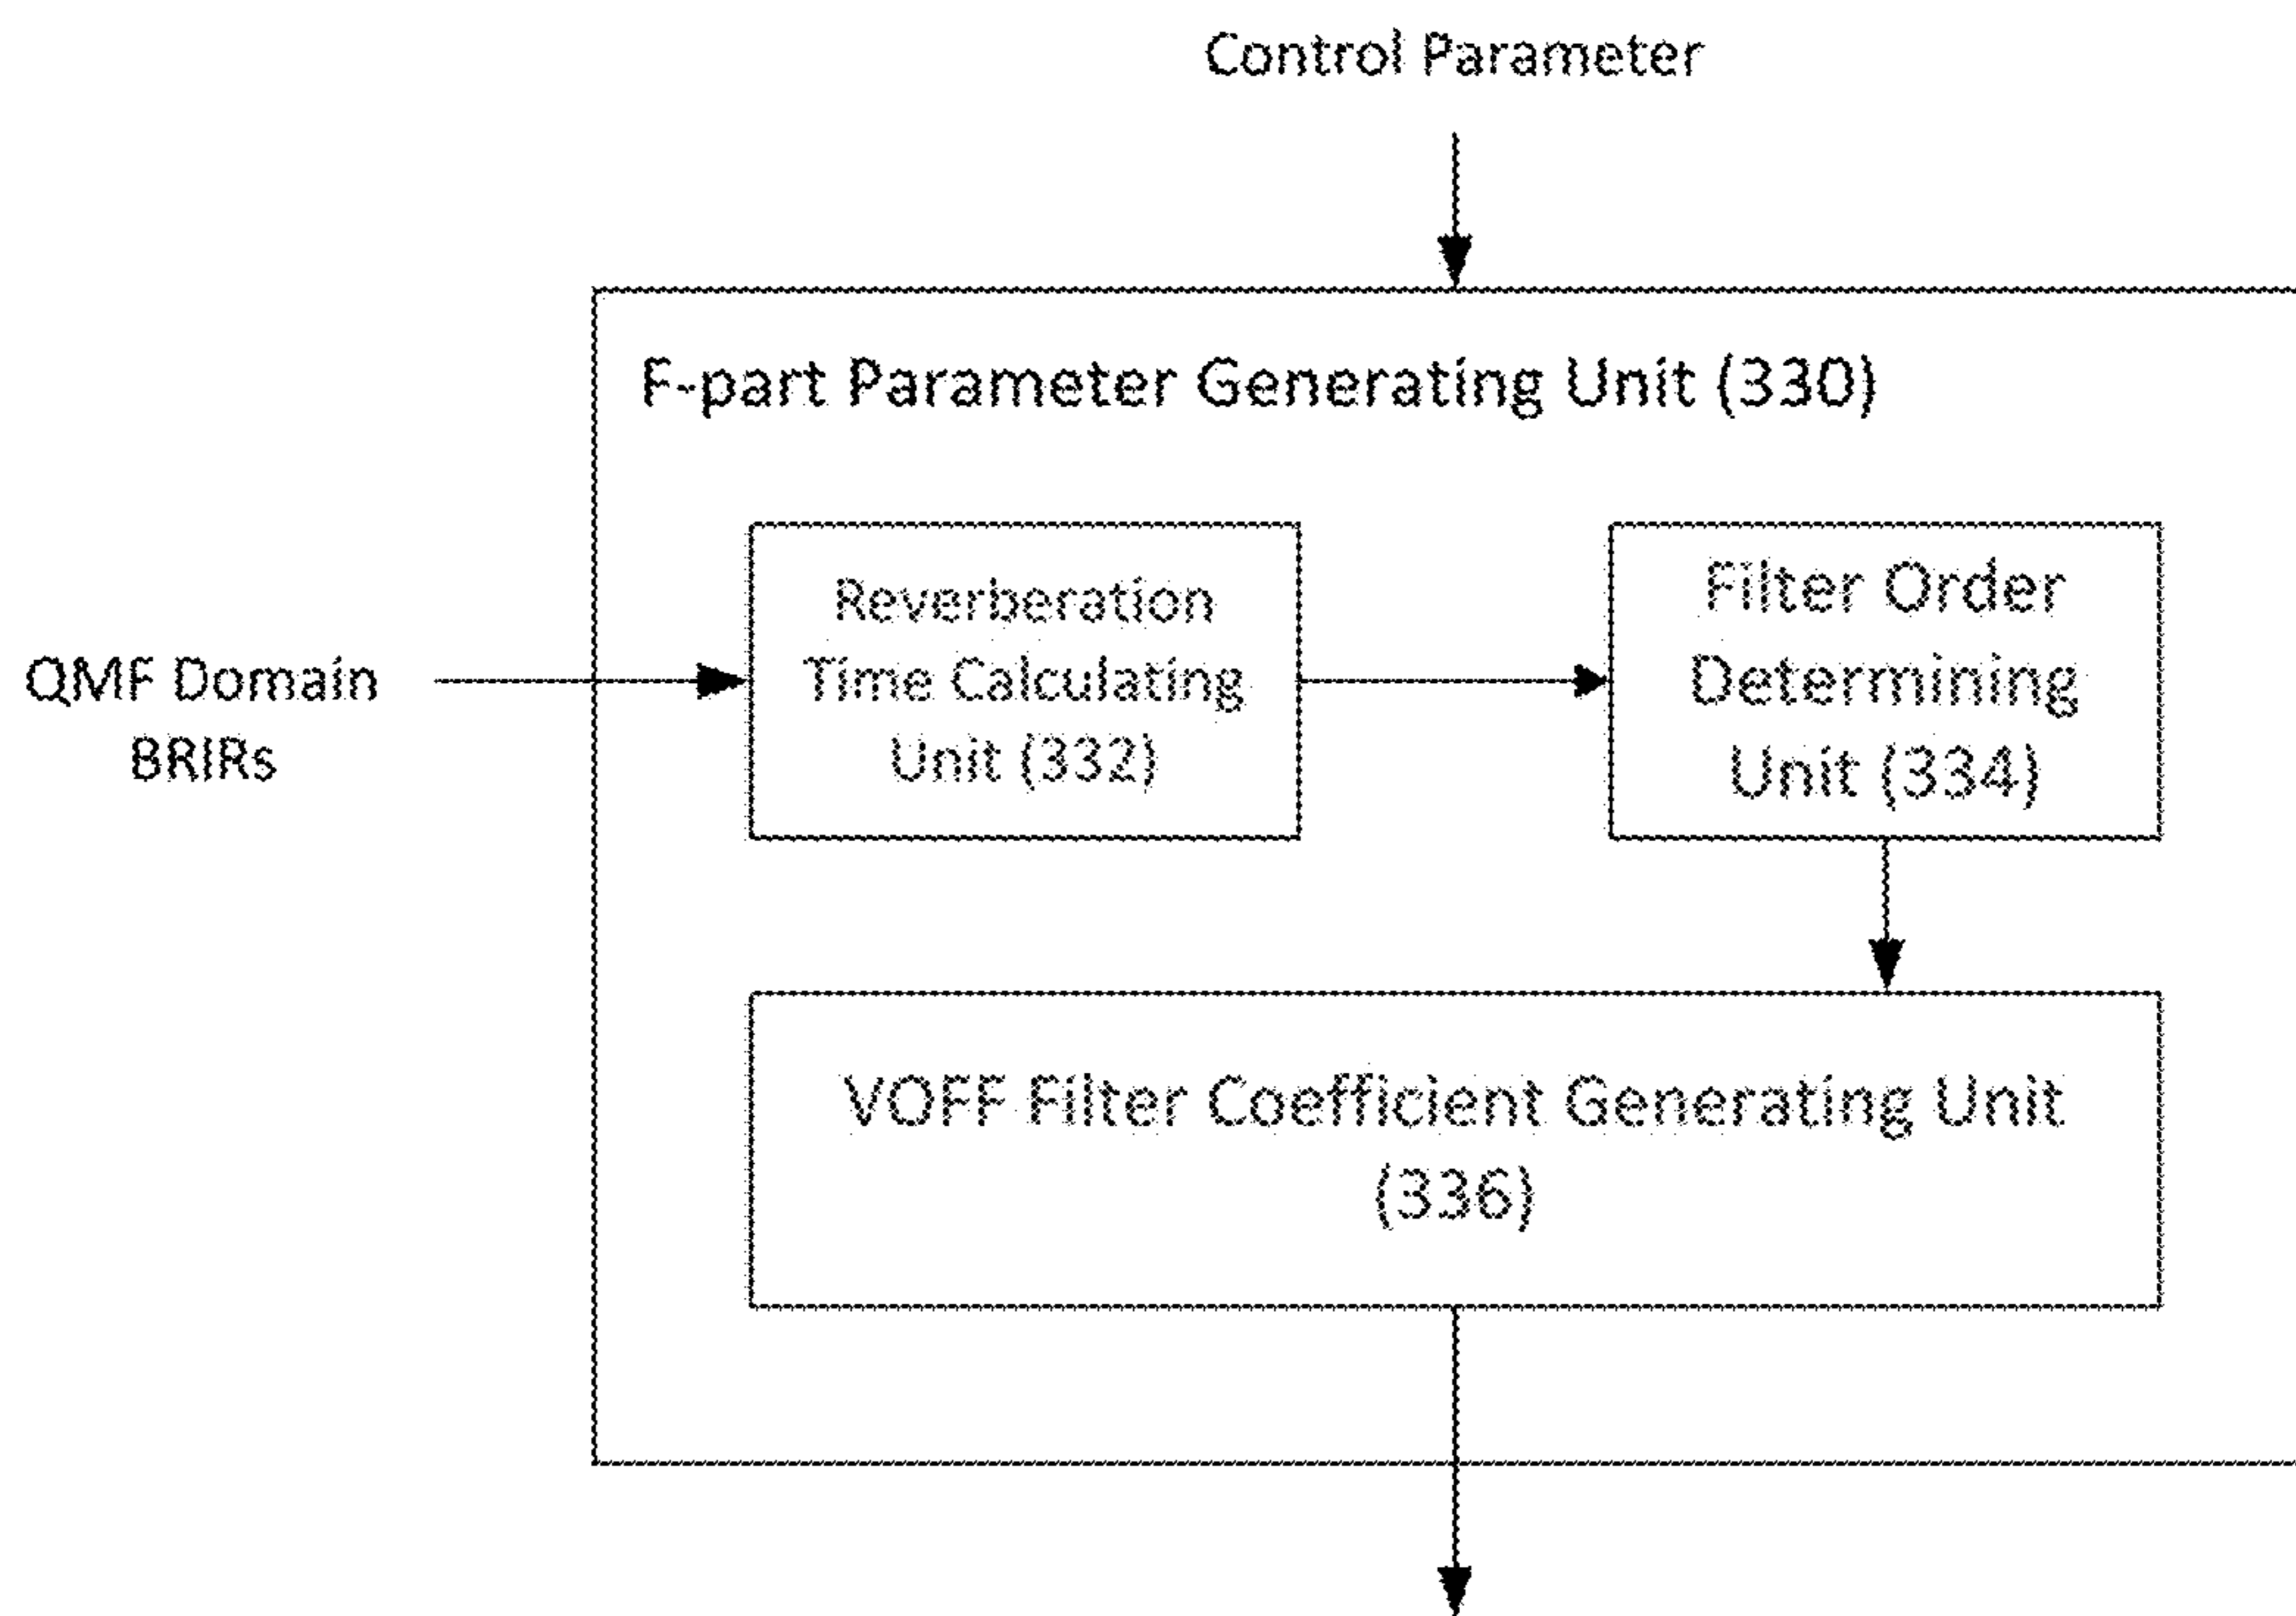 Control Parameter
F-part Parameter Generating Unit (330)
QMF Domain
BRIRs
Reverberation
Time Calculating
Unit (332)
Filter Order
Determining
Unit (334)
VOFF Filter Coefficient Generating Unit
(336)